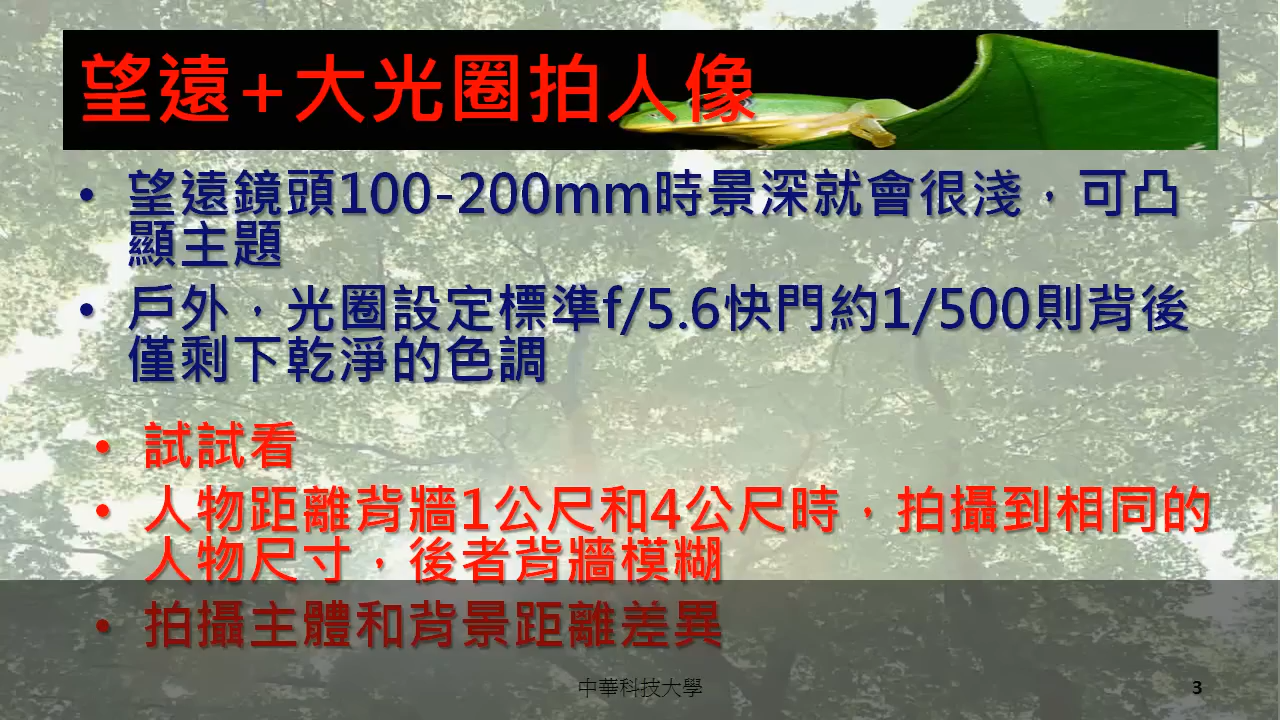 望遠+大光圈拍人像
• 望遠鏡頭100-200mm時景深就會很淺，可凸
顯主題
• 戶外，光圈設定標準f/5.6快門約1/500則背後
僅剩下乾淨的色調
• 試試看
• 人物距離背牆1公尺和4公尺時，拍攝到相同的
人物尺寸，後者背牆模糊
• 拍攝主體和背景距離差異
中華科技大學
3